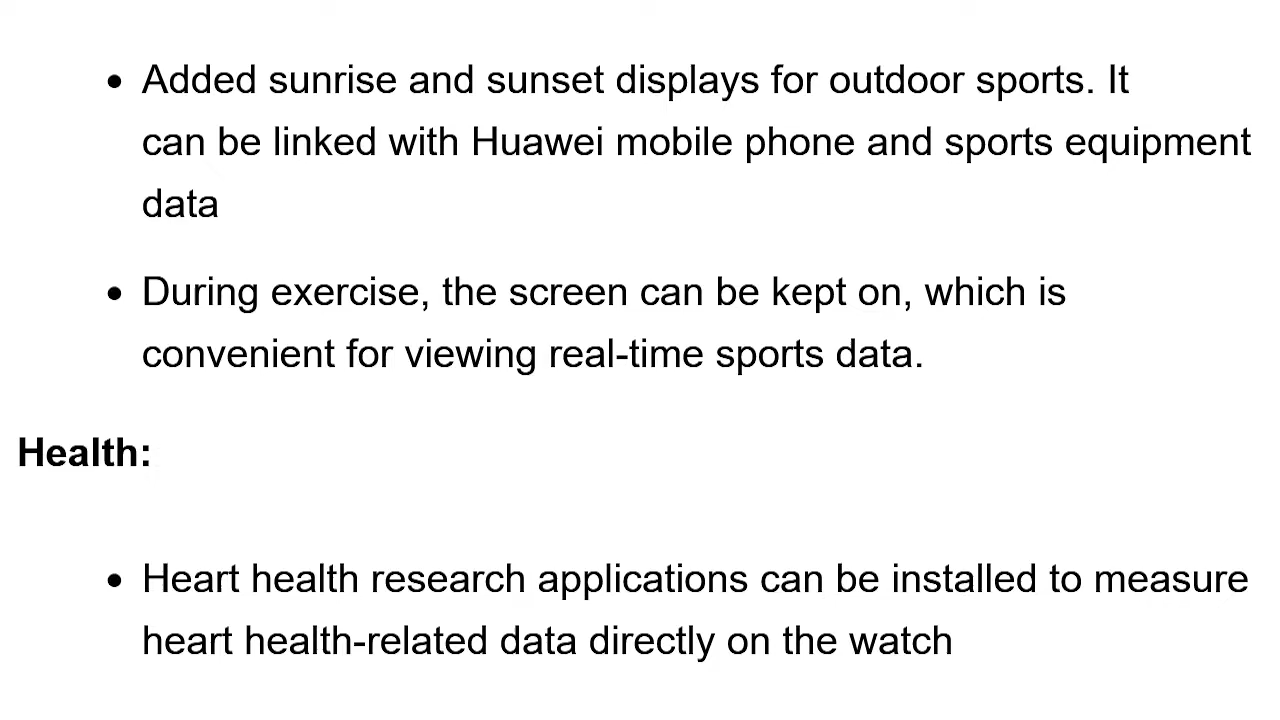 • Added sunrise and sunset displays for outdoor sports. It
can be linked with Huawei mobile phone and sports equipment
data
• During exercise, the screen can be kept on, which is
convenient for viewing real-time sports data.
Health:
• Heart health research applications can be installed to measure
heart health-related data directly on the watch